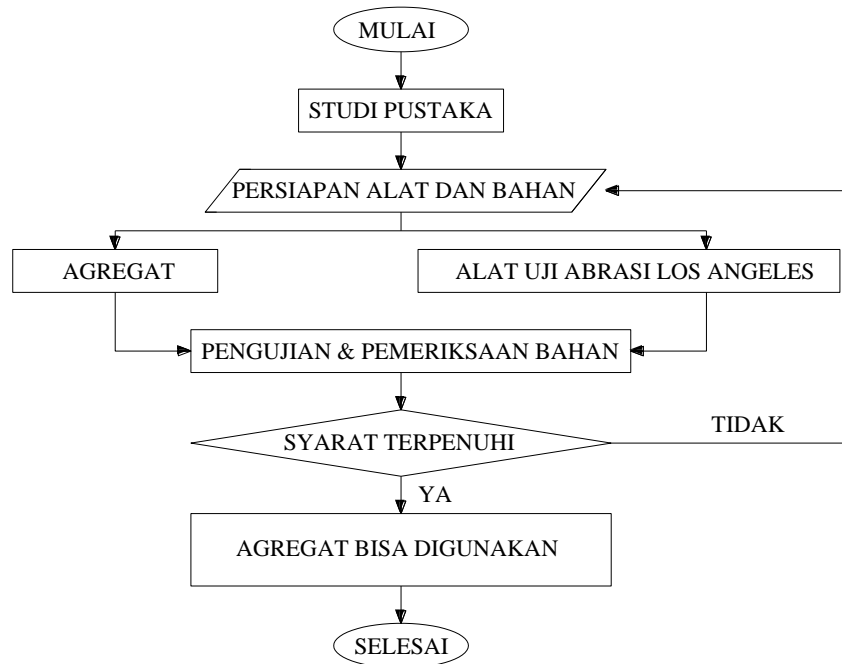 MULAI
STUDI PUSTAKA
PERSIAPAN ALAT DAN BAHAN
AGREGAT
ALAT UJI ABRASI LOS ANGELES
PENGUJIAN & PEMERIKSAAN BAHAN
SYARAT TERPENUHI
TIDAK
YA
AGREGAT BISA DIGUNAKAN
SELESAI